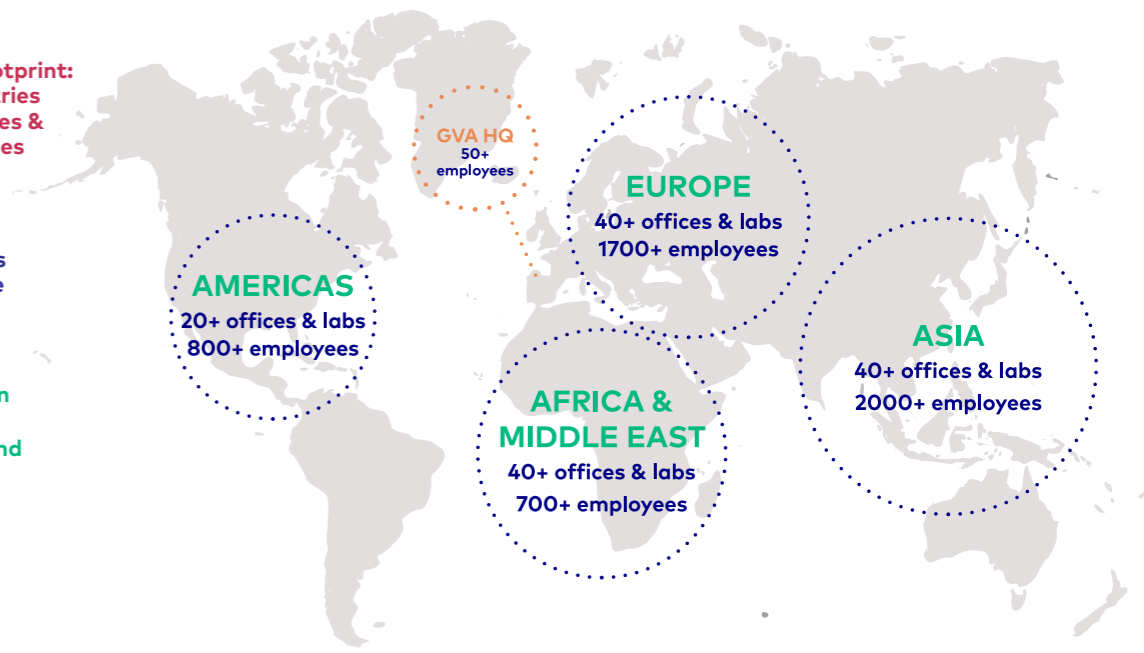 otprint:
ries
es &
es
s
e
n
nd
GVA HQ
50+
employees
EUROPE
40+ offices & labs
1700+ employees
AMERICAS
20+ offices & labs
800+ employees
ASIA
40+ offices & labs
2000+ employees
AFRICA &
MIDDLE EAST
40+ offices & labs
700+ employees